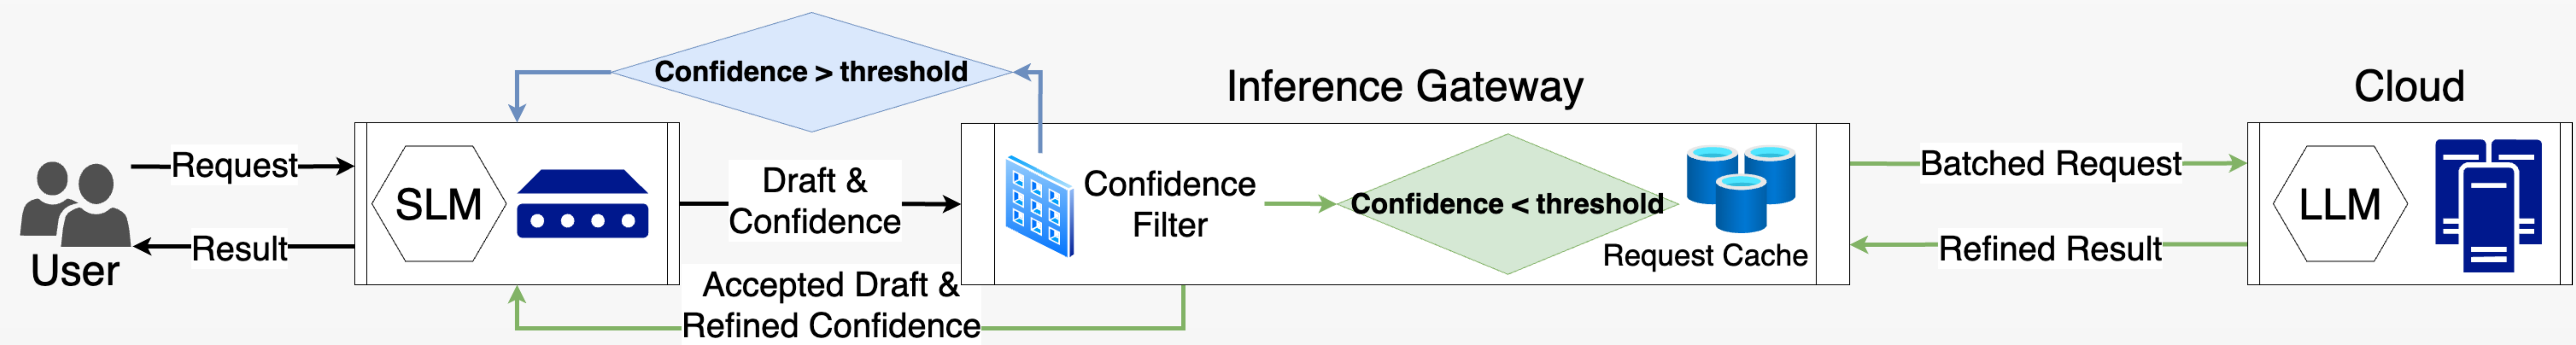 Confidence > threshold
Inference Gateway
Cloud
Request
Result
User
SLM
Draft &
Confidence
Accepted Draft &
Refined Confidence
Confidence
Filter
Confidence < threshold
Request Cache
Batched Request
Refined Result
LLM